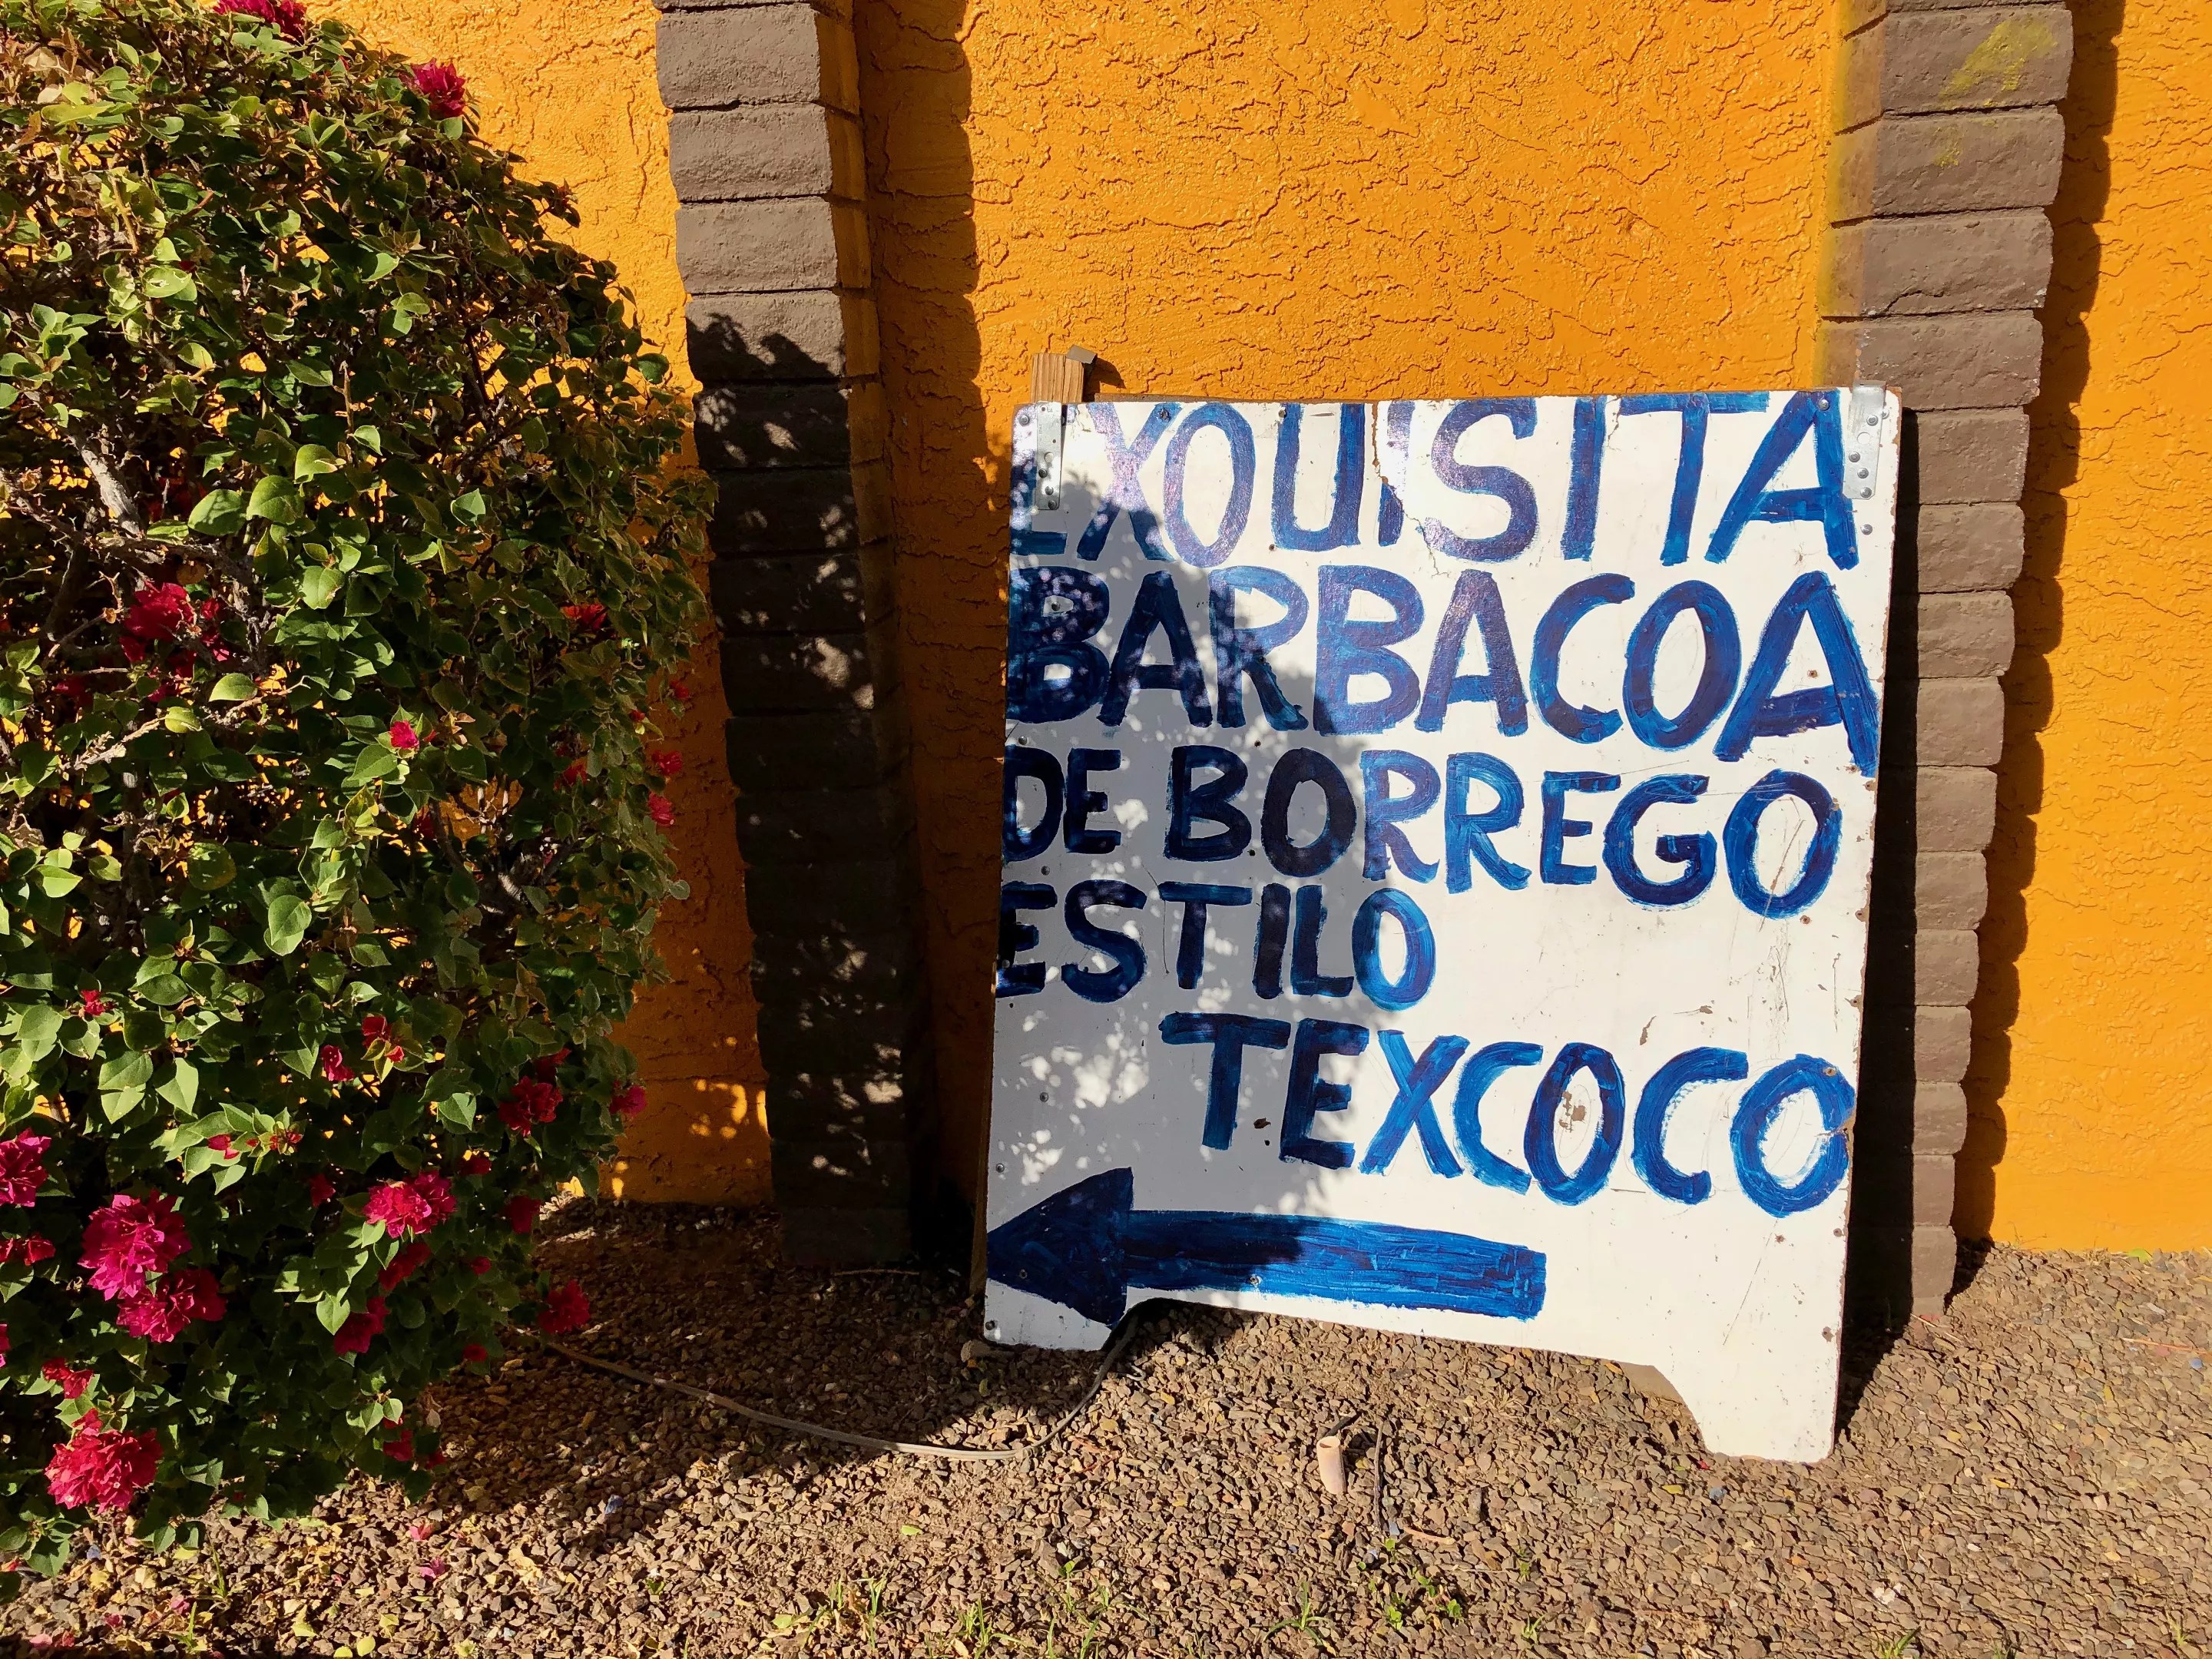 EXQUISITA
BARBACOA
DE BORREGO
ESTILO
TEXCOCO